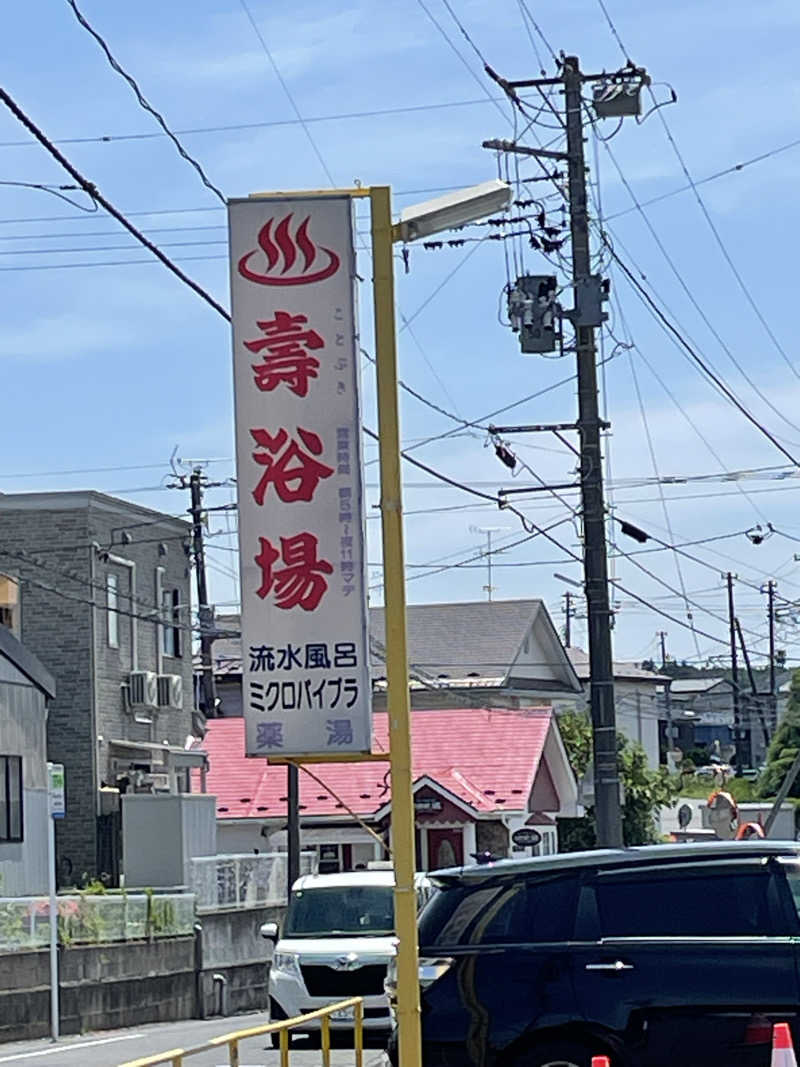 壽浴場
ことぶき
営業時間 朝5時~夜11時マデ
流水風呂
ミクロバイブラ
薬湯